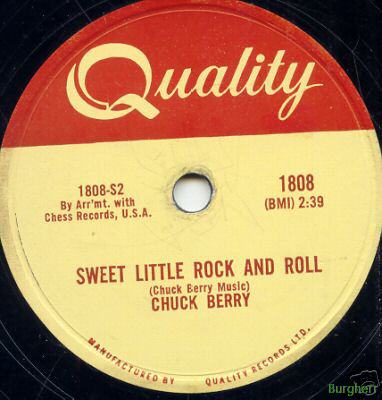 Quality
1808-S2
By Arr'mt. with
Chess Records, U.S.A.
1808
(BMI) 2:39
SWEET LITTLE ROCK AND ROLL
(Chuck Berry Music)
CHUCK BERRY
MANUFACTURED BY QUALITY RECORDS LTD.
Burgherr